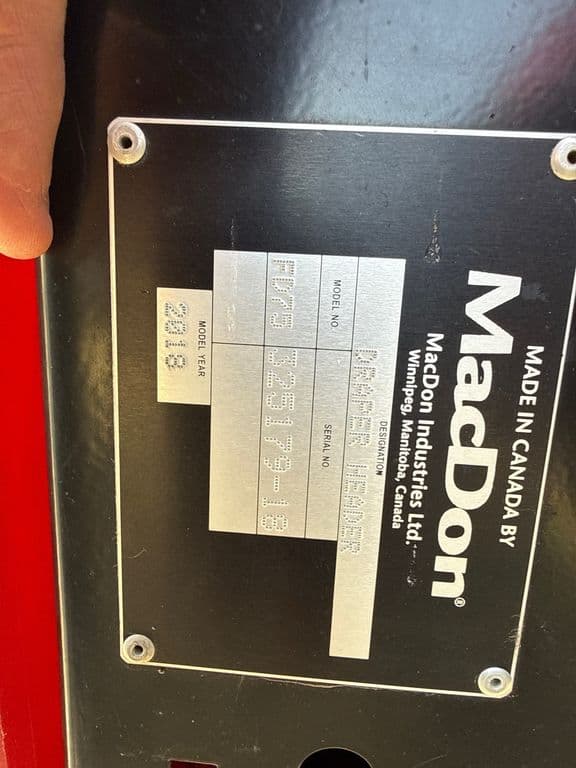 MADE IN CANADA BY
MacDon®
MacDon Industries Ltd.
Winnipeg, Manitoba, Canada
DESIGNATION
DRAPER HEADER
MODEL NO. SERIAL NO.
FD75 325179-18
MODEL YEAR
2018